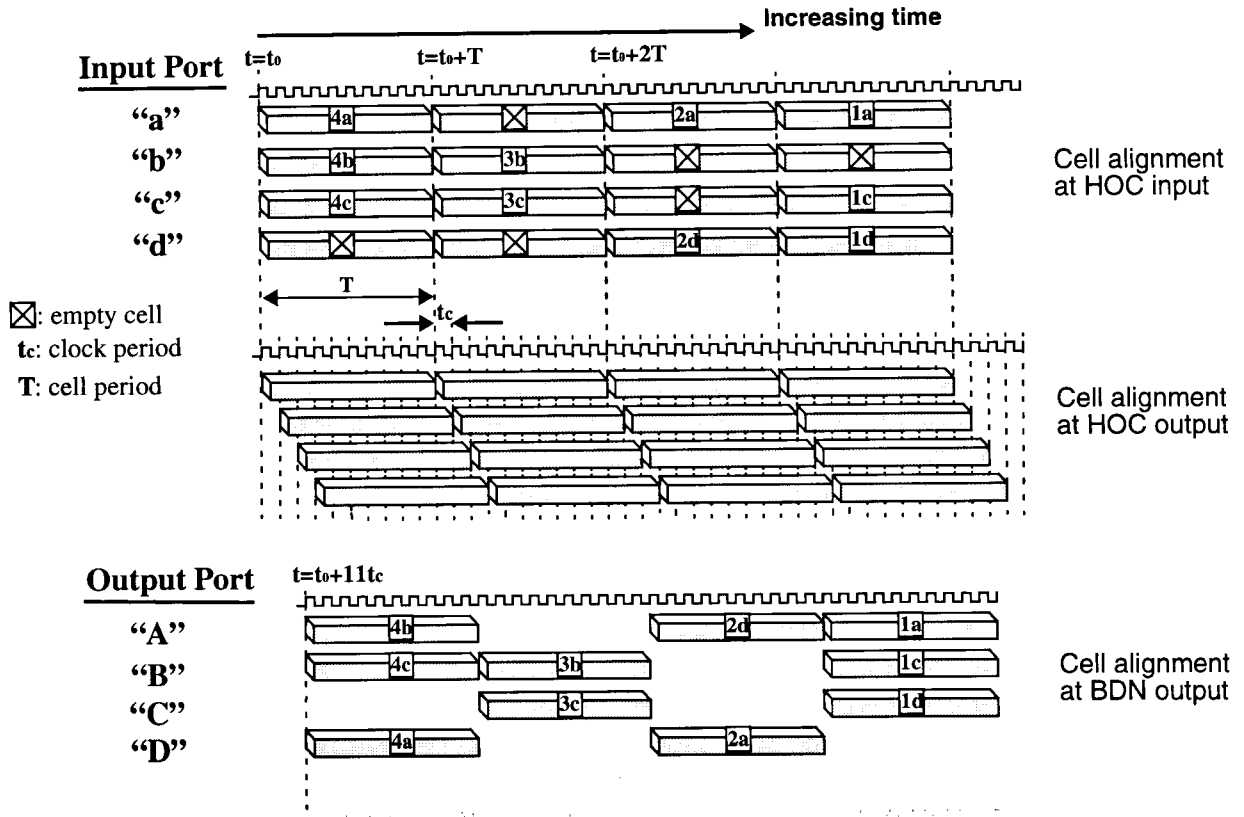 Increasing time
t=t0 t=t0+T t=t0+2T
Input Port
“a” 4a 2a 1a
“b” 4b 3b
“c” 4c 3c 1c
“d” 2d 1d
Cell alignment
at HOC input
T
tc
: empty cell
tc: clock period
T: cell period
Cell alignment
at HOC output
Output Port t=t0+11tc
“A” 4b 2d 1a
“B” 4c 3b 1c
“C” 3c 1d
“D” 4a 2a
Cell alignment
at BDN output